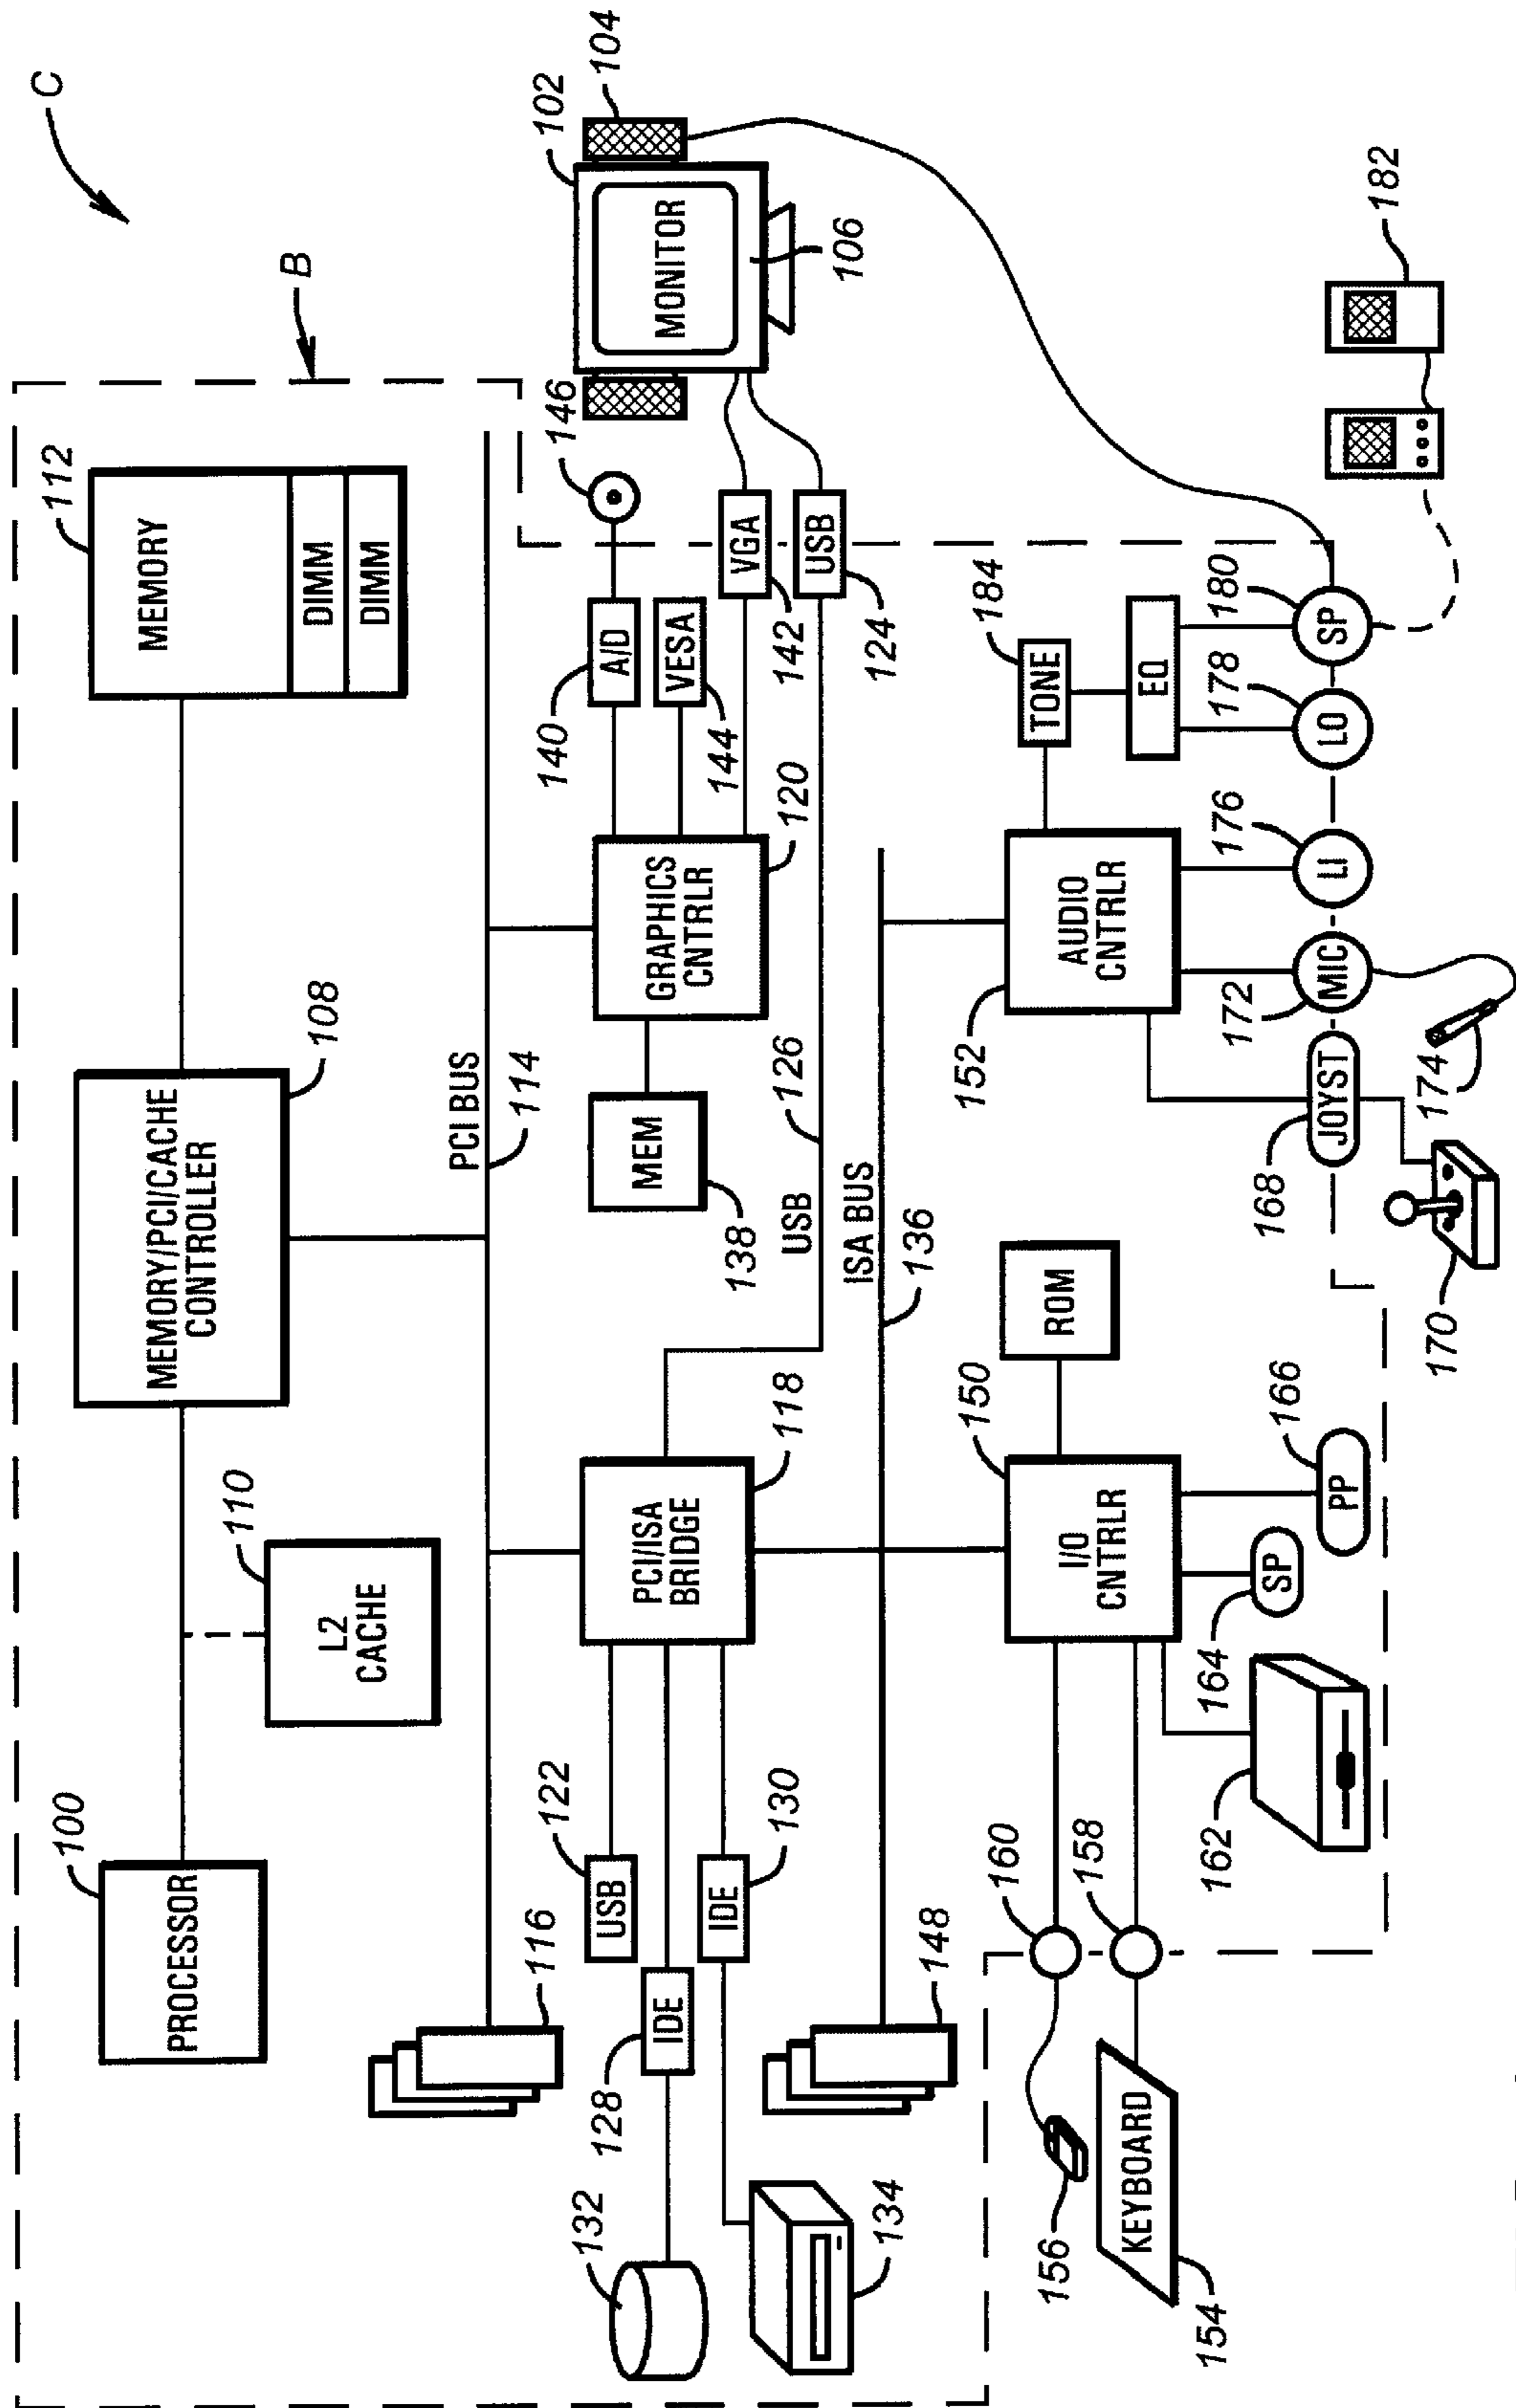 C
B
100
PROCESSOR
110
L2
CACHE
MEMORY/PCI/CACHE
CONTROLLER
108
112
MEMORY
DIMM
DIMM
PCI BUS
114
116
122
USB
128
IDE
130
IDE
132
134
PCI/ISA
BRIDGE
118
MEM
138
GRAPHICS
CNTRLR
120
140
A/D
144
VESA
142
VGA
146
102
104
MONITOR
106
USB
124
USB
126
ISA BUS
136
148
156
160
158
KEYBOARD
154
150
I/O
CNTRLR
ROM
162
164
SP
166
PP
152
AUDIO
CNTRLR
184
TONE
EQ
168
JOYST
170
172
MIC
174
176
LI
178
LO
180
SP
182